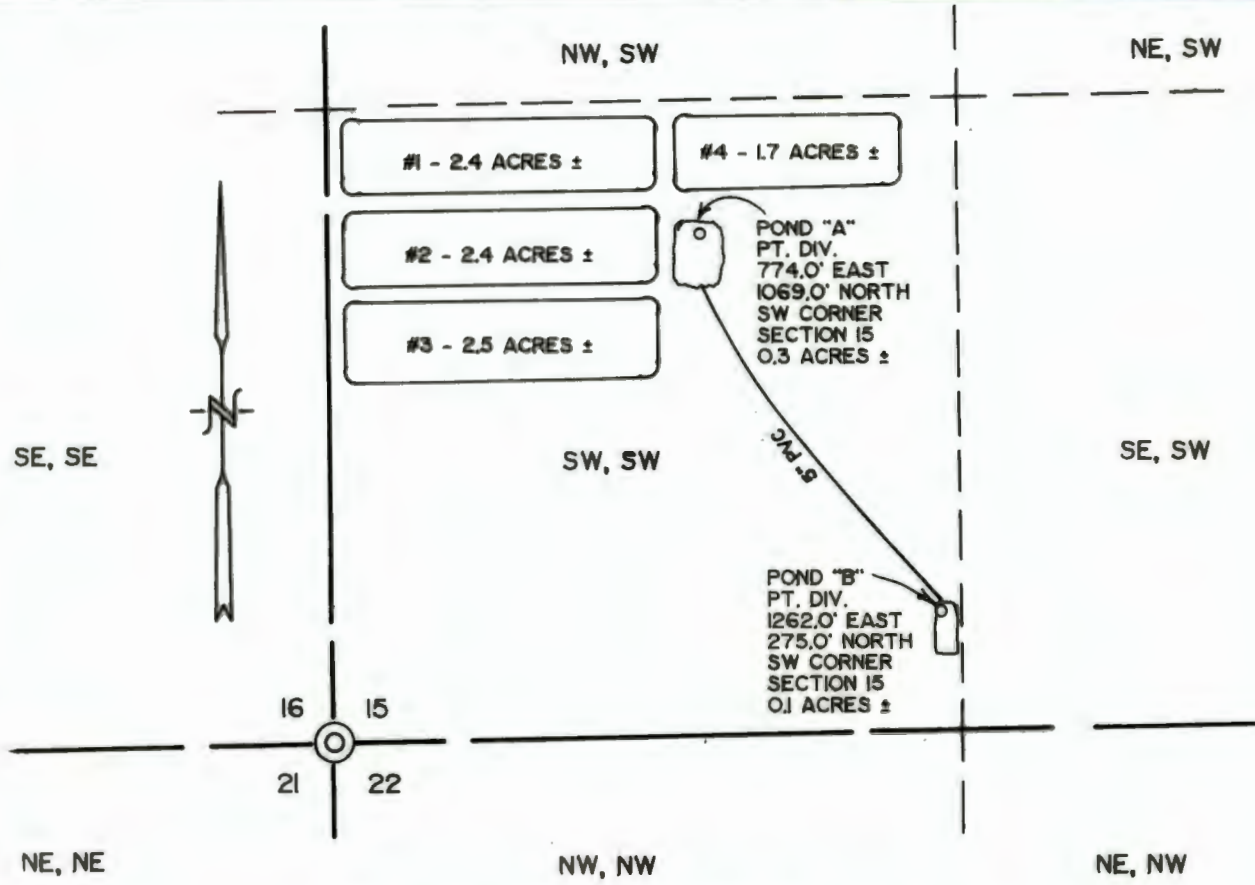 NW, SW
NE, SW
#1 - 2.4 ACRES ±
#4 - 1.7 ACRES ±
#2 - 2.4 ACRES ±
#3 - 2.5 ACRES ±
POND "A"
PT. DIV.
774.0' EAST
1069.0' NORTH
SW CORNER
SECTION 15
0.3 ACRES ±
N
SE, SE
SW, SW
8" PVC
SE, SW
POND "B"
PT. DIV.
1262.0' EAST
275.0' NORTH
SW CORNER
SECTION 15
0.1 ACRES ±
16 15
21 22
NE, NE
NW, NW
NE, NW